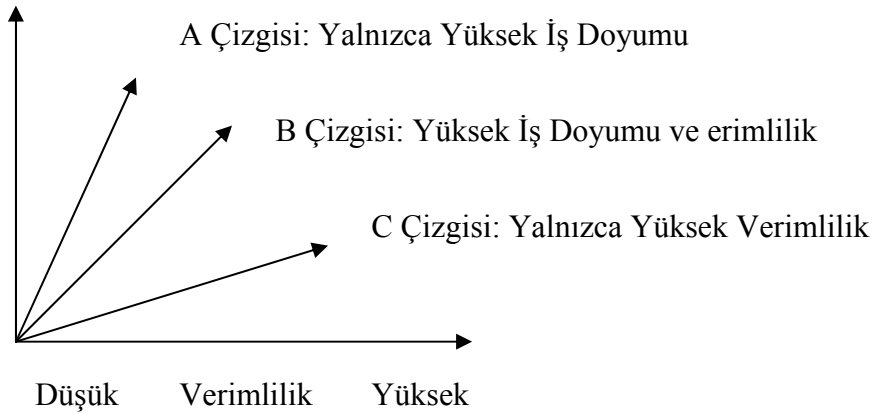 A Çizgisi: Yalnızca Yüksek İş Doyumu
B Çizgisi: Yüksek İş Doyumu ve erimlilik
C Çizgisi: Yalnızca Yüksek Verimlilik
Düşük Verimlilik Yüksek